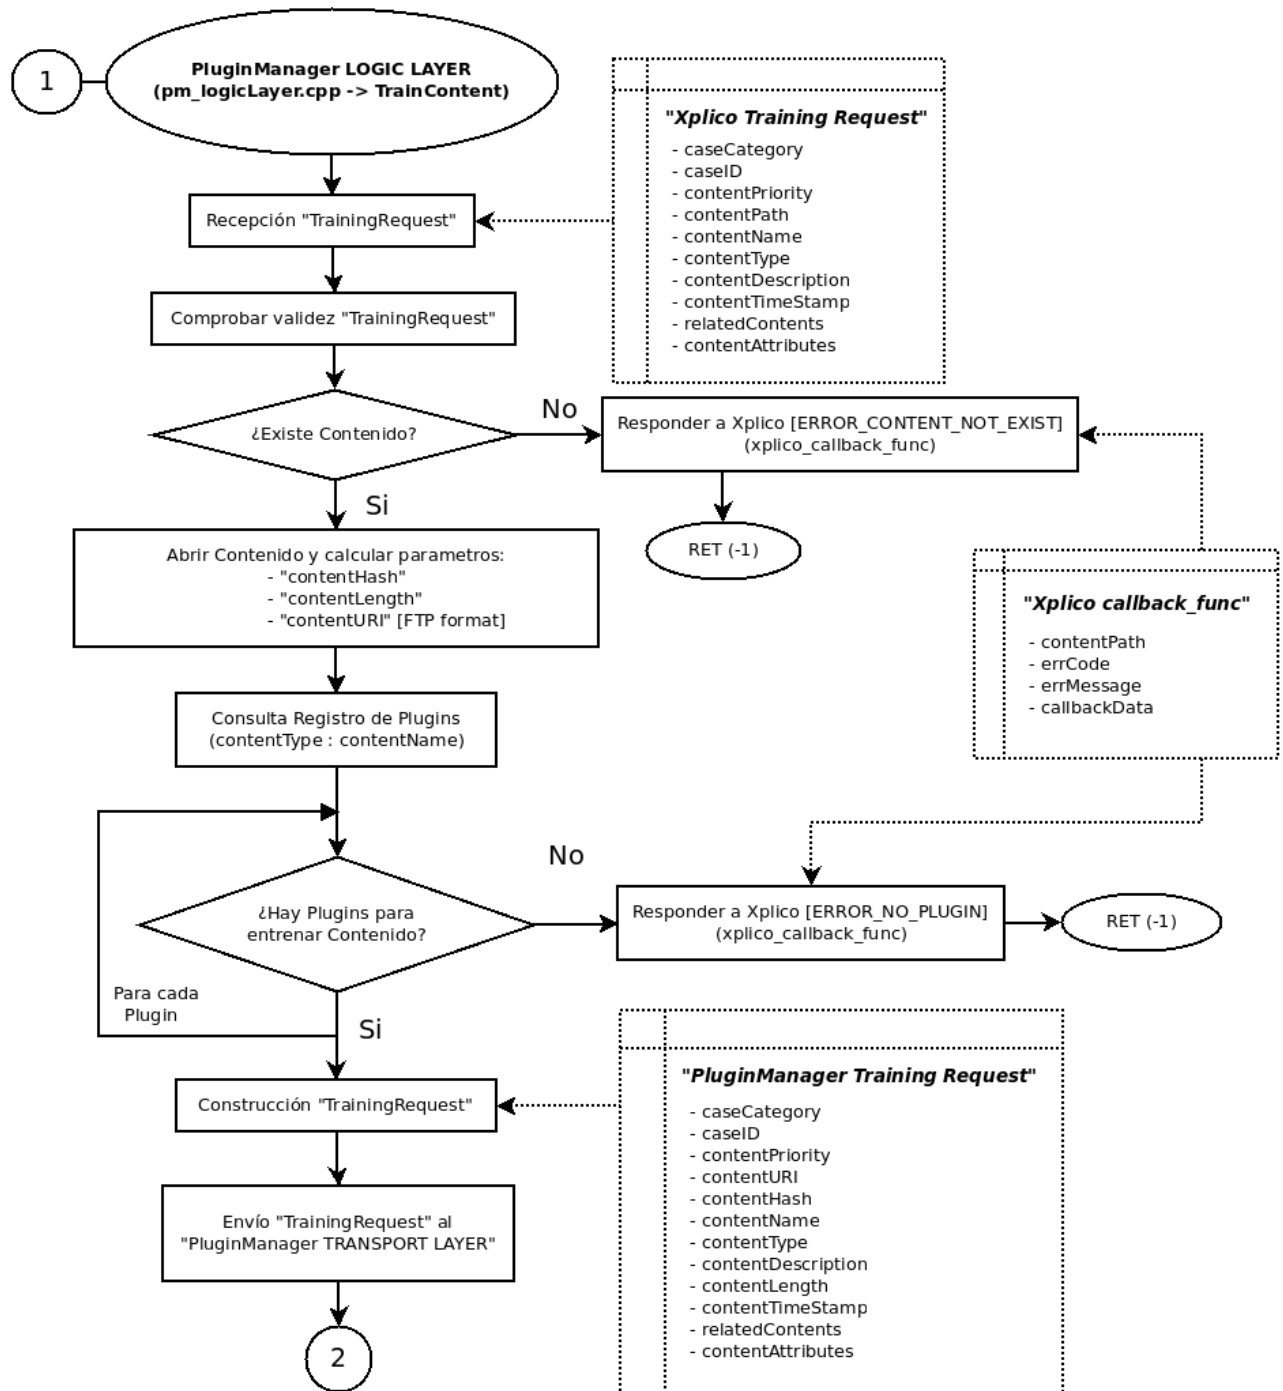 1
PluginManager LOGIC LAYER
(pm_logicLayer.cpp -> TrainContent)
"Xplico Training Request"
- caseCategory
- caseID
- contentPriority
- contentPath
- contentName
- contentType
- contentDescription
- contentTimeStamp
- relatedContents
- contentAttributes
Recepción "TrainingRequest"
Comprobar validez "TrainingRequest"
¿Existe Contenido?
No
Responder a Xplico [ERROR_CONTENT_NOT_EXIST]
(xplico_callback_func)
RET (-1)
Si
Abrir Contenido y calcular parametros:
- "contentHash"
- "contentLength"
- "contentURI" [FTP format]
"Xplico callback_func"
- contentPath
- errCode
- errMessage
- callbackData
Consulta Registro de Plugins
(contentType : contentName)
¿Hay Plugins para
entrenar Contenido?
No
Responder a Xplico [ERROR_NO_PLUGIN]
(xplico_callback_func)
RET (-1)
Para cada
Plugin
Si
Construcción "TrainingRequest"
"PluginManager Training Request"
- caseCategory
- caseID
- contentPriority
- contentURI
- contentHash
- contentName
- contentType
- contentDescription
- contentLength
- contentTimeStamp
- relatedContents
- contentAttributes
Envío "TrainingRequest" al
"PluginManager TRANSPORT LAYER"
2